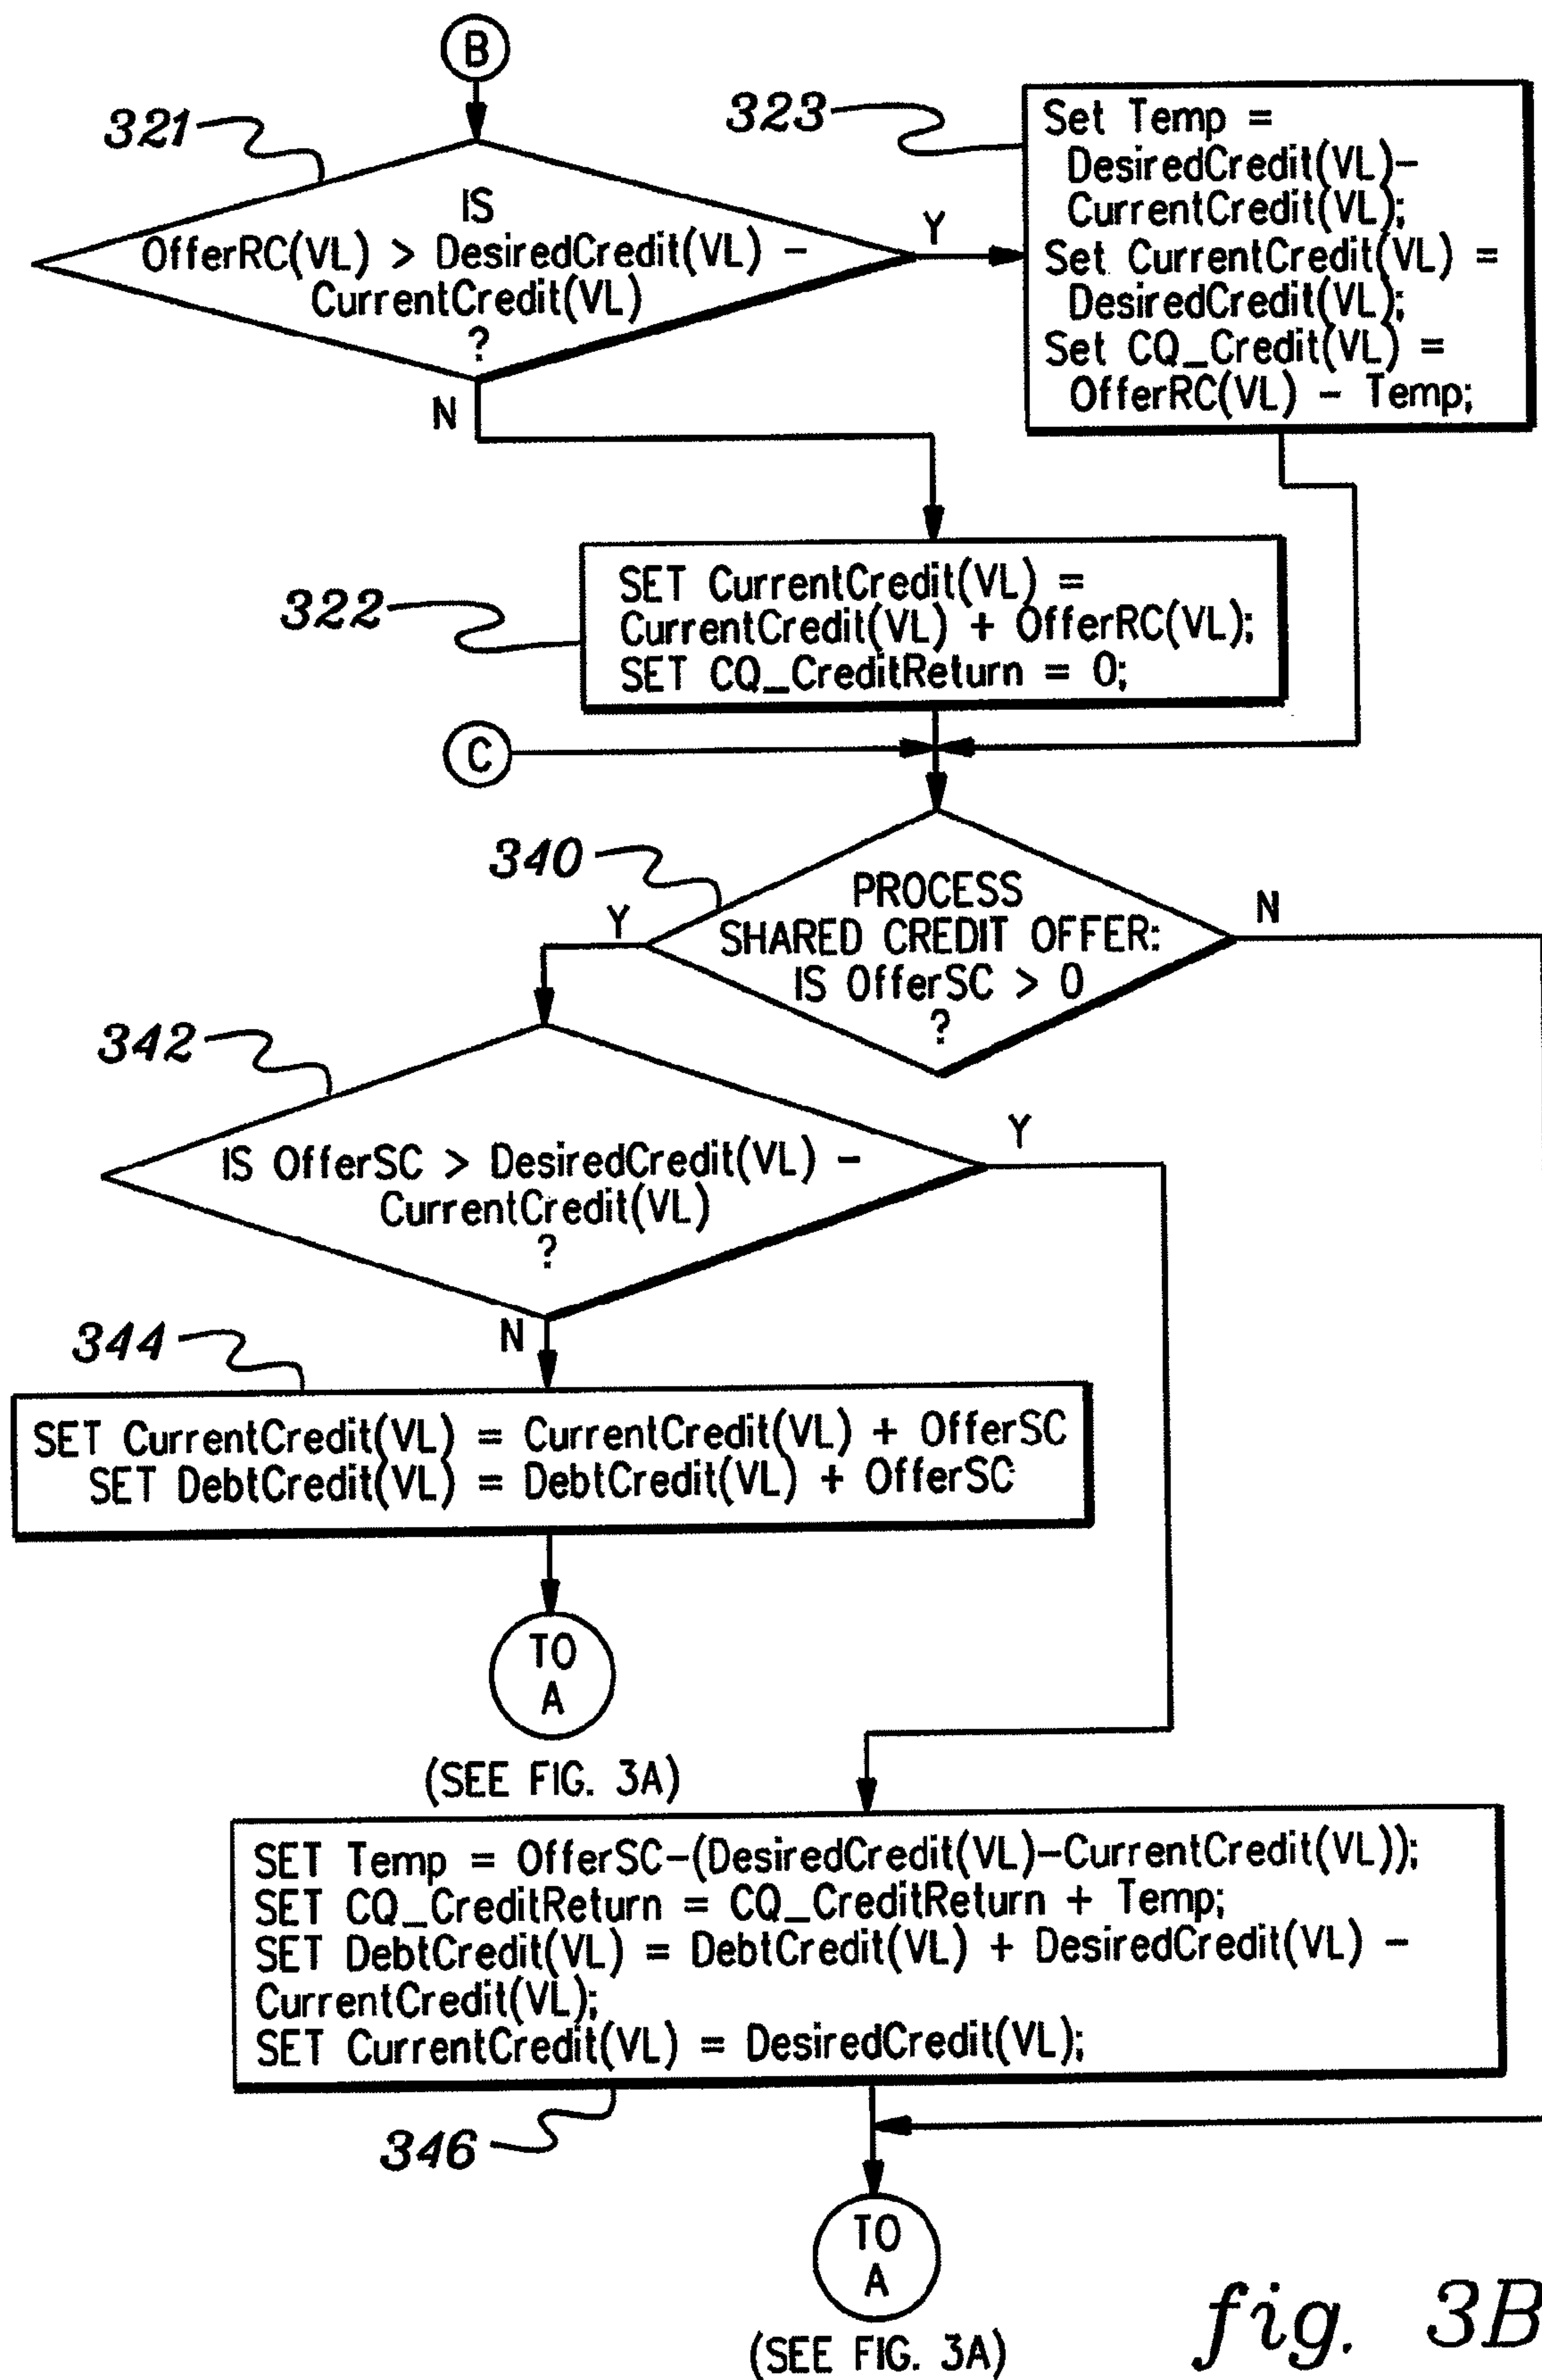 B
321
IS
OfferRC(VL) > DesiredCredit(VL) –
CurrentCredit(VL)
?
Y
N
323
Set Temp =
DesiredCredit(VL)–
CurrentCredit(VL);
Set CurrentCredit(VL) =
DesiredCredit(VL);
Set CQ_Credit(VL) =
OfferRC(VL) – Temp;
322
SET CurrentCredit(VL) =
CurrentCredit(VL) + OfferRC(VL);
SET CQ_CreditReturn = 0;
C
340
PROCESS
SHARED CREDIT OFFER:
IS OfferSC > 0
?
Y
N
342
IS OfferSC > DesiredCredit(VL) –
CurrentCredit(VL)
?
Y
N
344
SET CurrentCredit(VL) = CurrentCredit(VL) + OfferSC
SET DebtCredit(VL) = DebtCredit(VL) + OfferSC
TO
A
(SEE FIG. 3A)
SET Temp = OfferSC–(DesiredCredit(VL)–CurrentCredit(VL));
SET CQ_CreditReturn = CQ_CreditReturn + Temp;
SET DebtCredit(VL) = DebtCredit(VL) + DesiredCredit(VL) –
CurrentCredit(VL);
SET CurrentCredit(VL) = DesiredCredit(VL);
346
TO
A
(SEE FIG. 3A)
fig. 3B